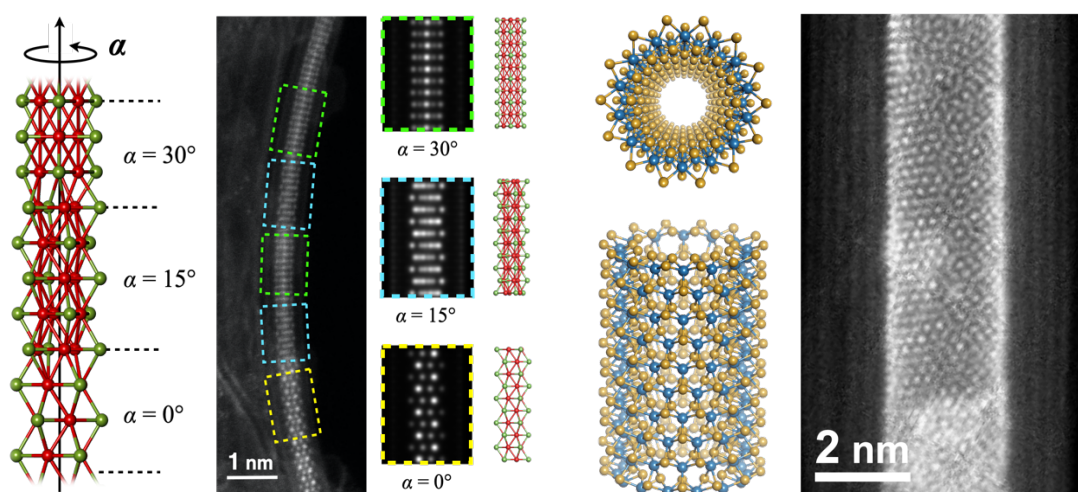 α
α = 30°
α = 15°
α = 0°
1 nm
α = 30°
α = 15°
α = 0°
2 nm